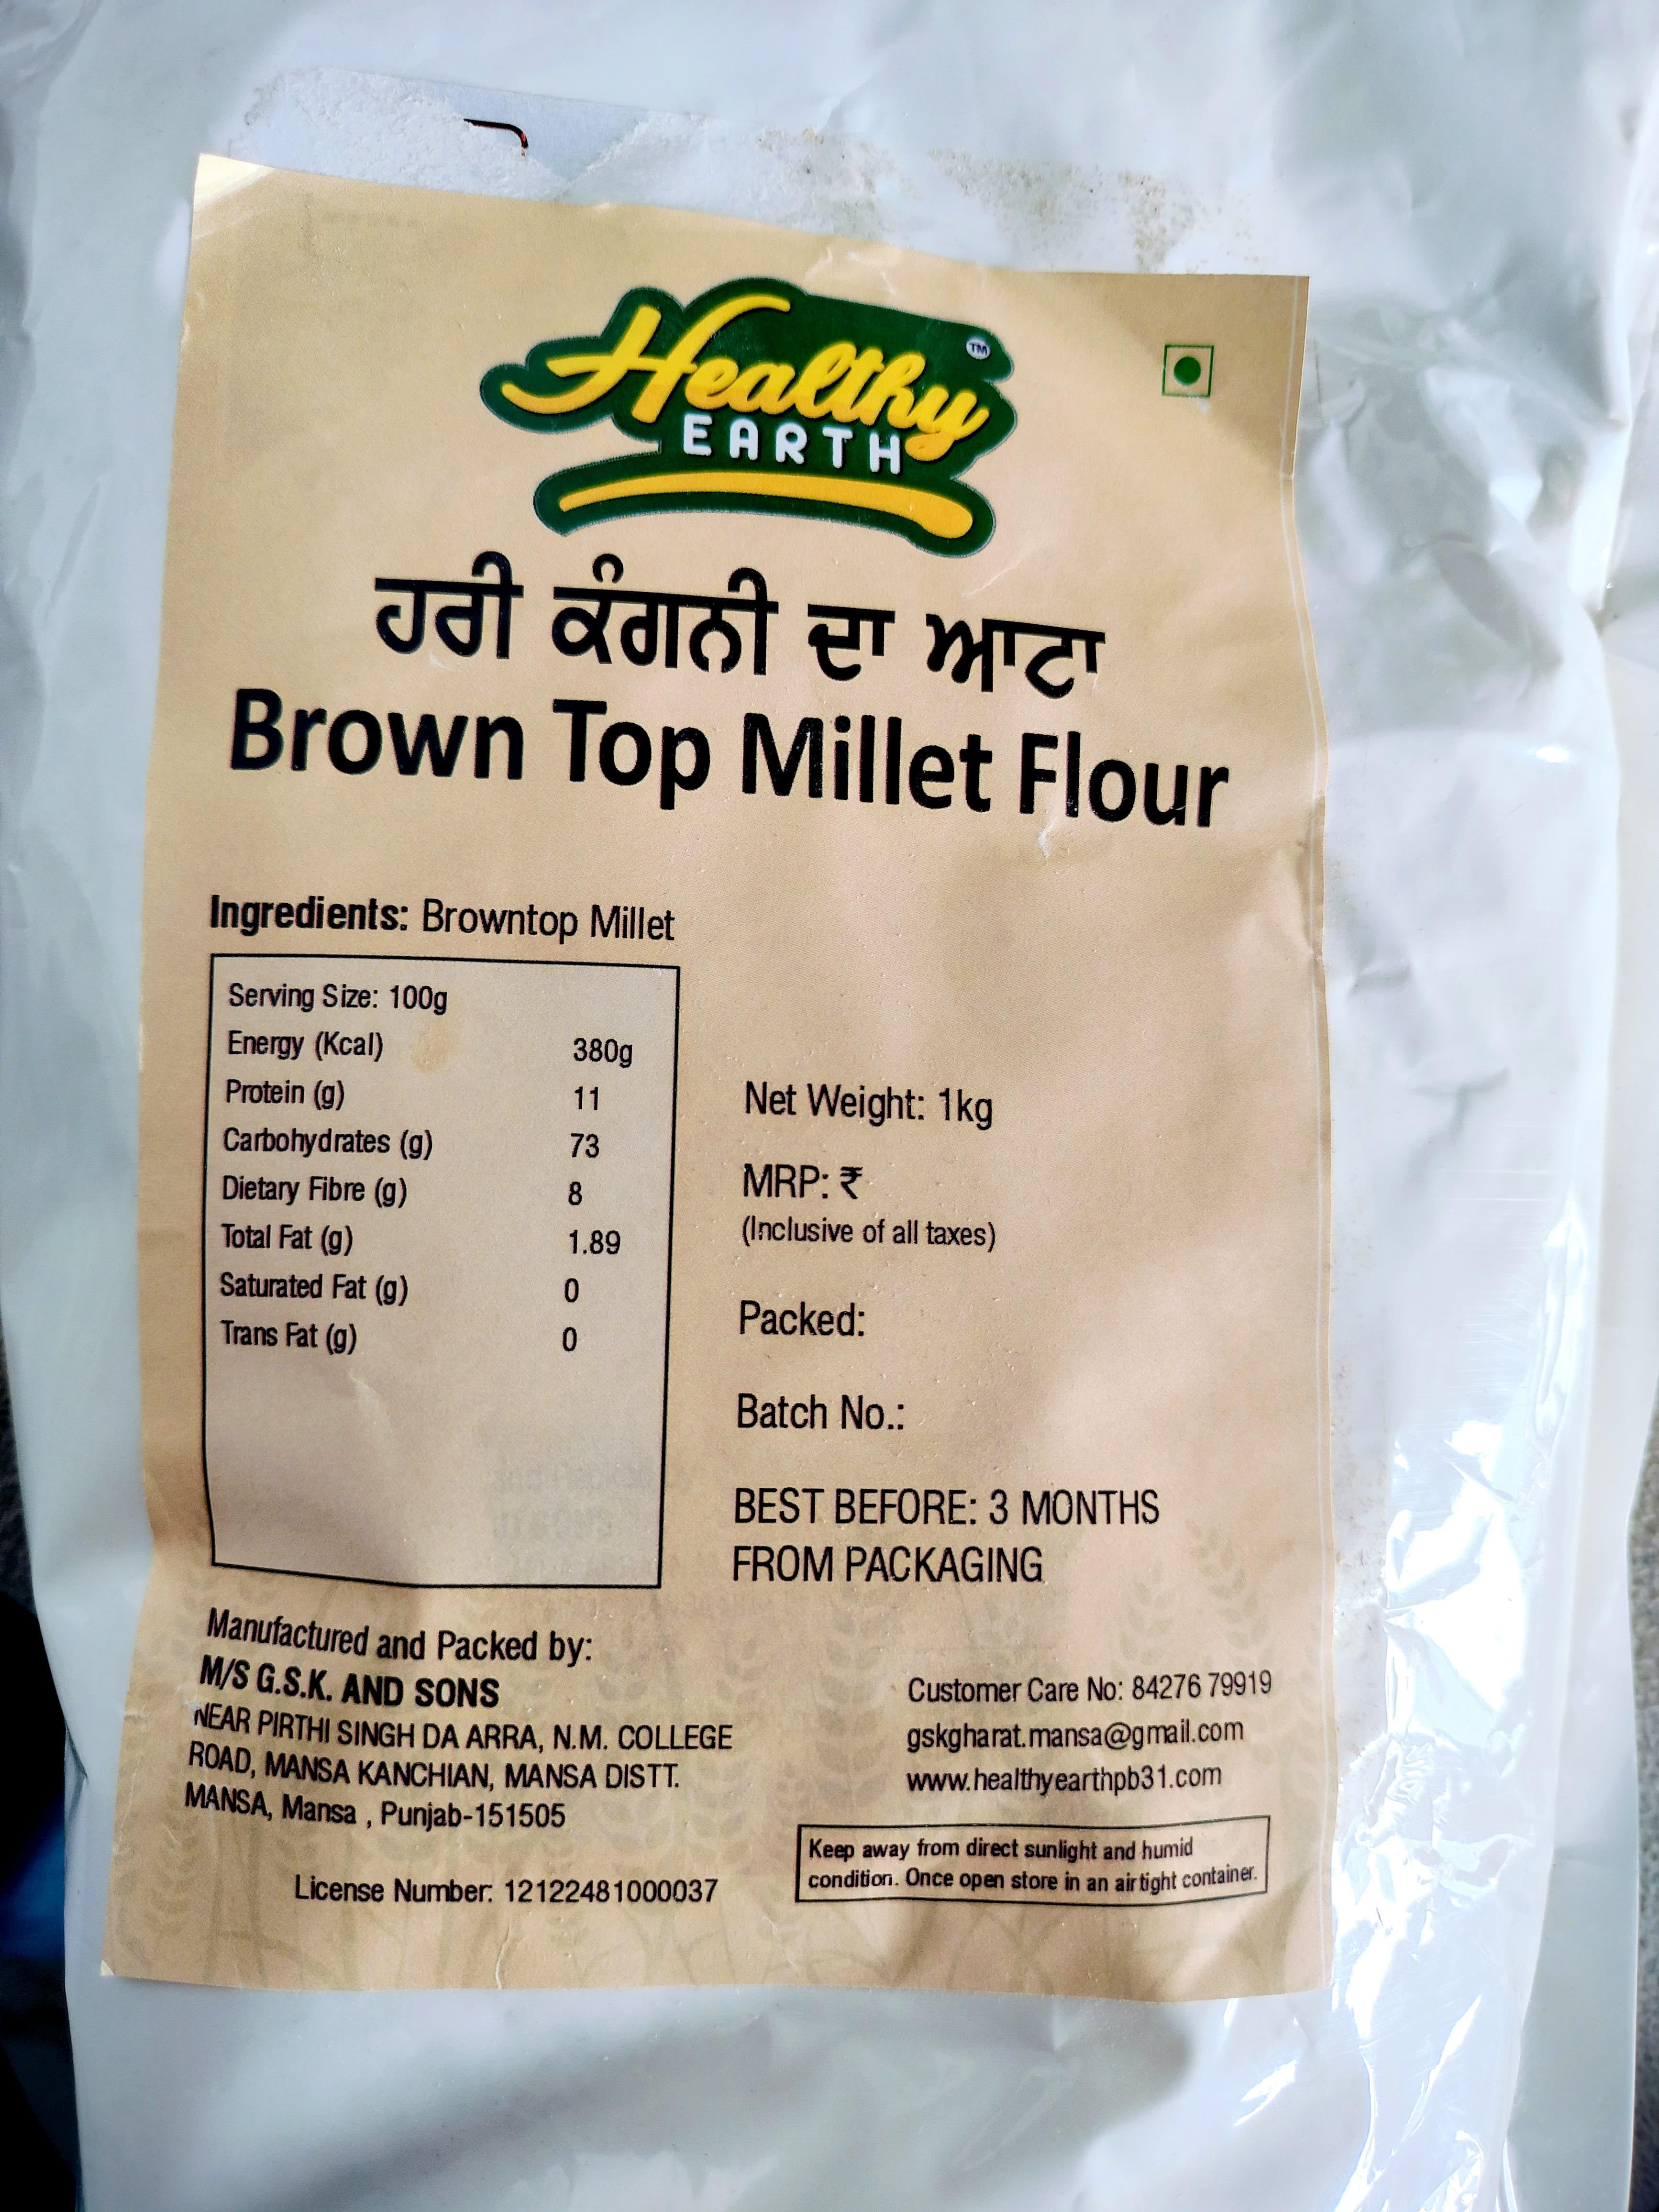 Healthy
TM
EARTH
ਹਰੀ ਕੰਗਨੀ ਦਾ ਆਟਾ
Brown Top Millet Flour
Ingredients: Browntop Millet
Serving Size: 100g
Energy (Kcal) 380g
Protein (g) 11
Carbohydrates (g) 73
Dietary Fibre (g) 8
Total Fat (g) 1.89
Saturated Fat (g) 0
Trans Fat (g) 0
Net Weight: 1kg
MRP: ₹
(Inclusive of all taxes)
Packed:
Batch No.:
BEST BEFORE: 3 MONTHS
FROM PACKAGING
Manufactured and Packed by:
M/S G.S.K. AND SONS
NEAR PIRTHI SINGH DA ARRA, N.M. COLLEGE
ROAD, MANSA KANCHIAN, MANSA DISTT.
MANSA, Mansa , Punjab-151505
License Number: 12122481000037
Customer Care No: 84276 79919
gskgharat.mansa@gmail.com
www.healthyearthpb31.com
Keep away from direct sunlight and humid
condition. Once open store in an airtight container.